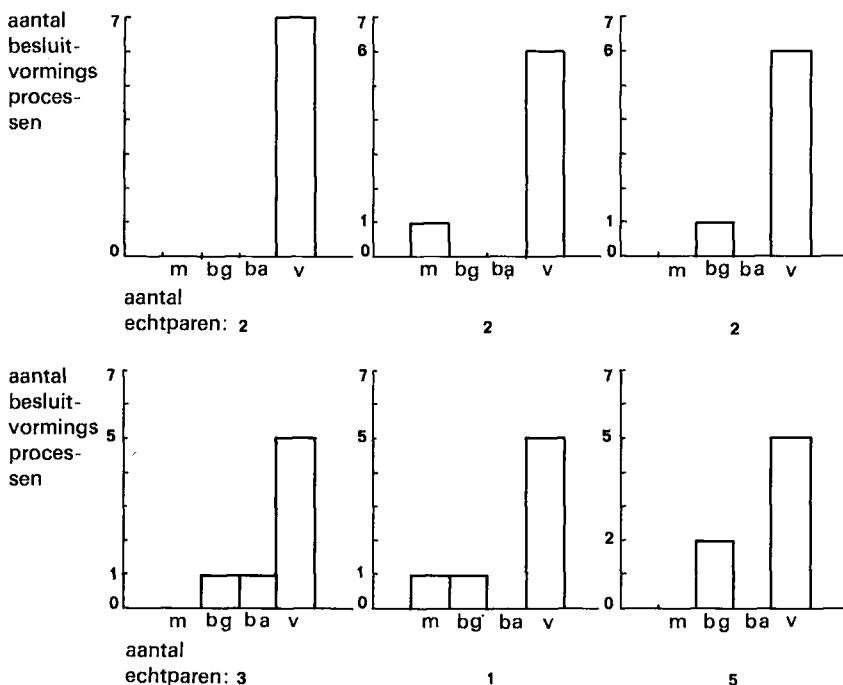 aantal
besluit-
vormings
proces-
sen
7
0
m bg ba v
7
6
1
0
m bg ba v
7
6
1
0
m bg ba v
aantal
echtparen: 2 2 2
aantal
besluit-
vormings
proces-
sen
7
5
1
0
m bg ba v
7
5
1
0
m bg ba v
7
5
2
0
m bg ba v
aantal
echtparen: 3 1 5